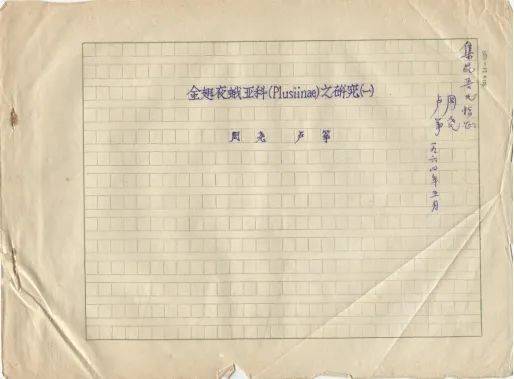 金翅夜蛾亚科(Plusiinae)之研究(一)
周尧 卢筝
周尧
卢筝
一九六四年三月